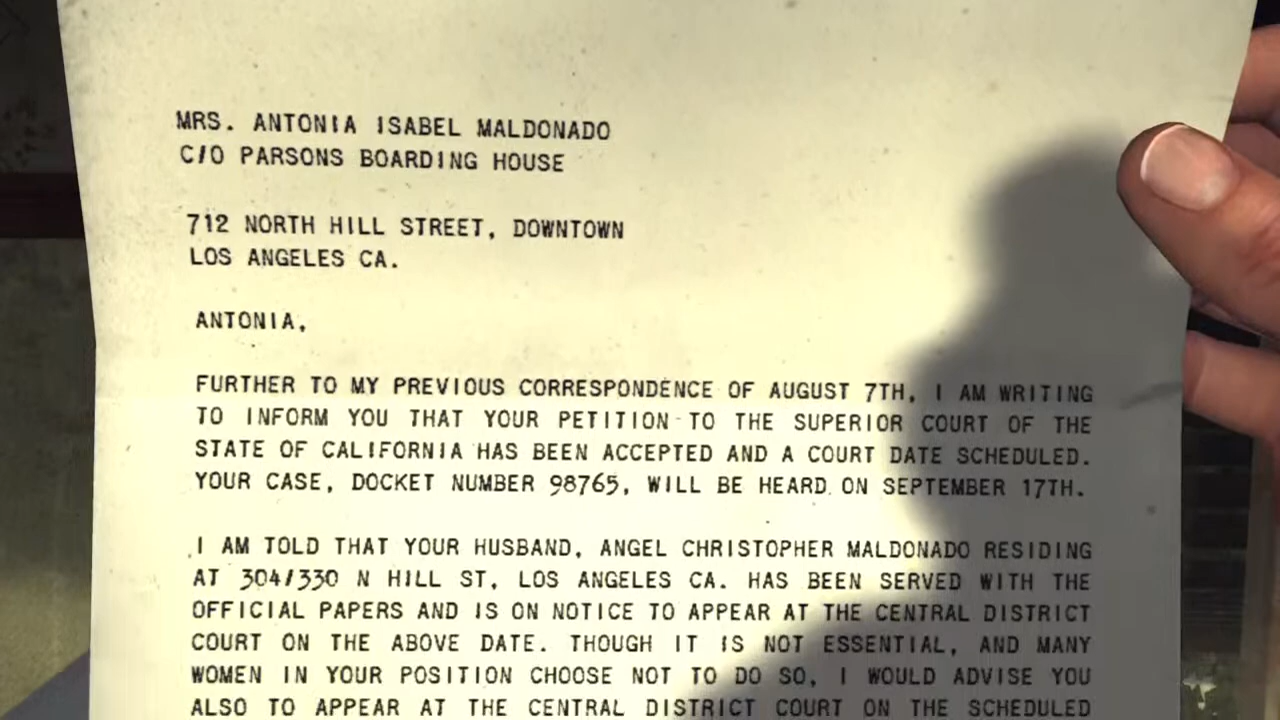 MRS. ANTONIA ISABEL MALDONADO
C/O PARSONS BOARDING HOUSE
712 NORTH HILL STREET, DOWNTOWN
LOS ANGELES CA.
ANTONIA,
FURTHER TO MY PREVIOUS CORRESPONDENCE OF AUGUST 7TH, I AM WRITING
TO INFORM YOU THAT YOUR PETITION TO THE SUPERIOR COURT OF THE
STATE OF CALIFORNIA HAS BEEN ACCEPTED AND A COURT DATE SCHEDULED.
YOUR CASE, DOCKET NUMBER 98765, WILL BE HEARD ON SEPTEMBER 17TH.
I AM TOLD THAT YOUR HUSBAND, ANGEL CHRISTOPHER MALDONADO RESIDING
AT 304/330 N HILL ST, LOS ANGELES CA. HAS BEEN SERVED WITH THE
OFFICIAL PAPERS AND IS ON NOTICE TO APPEAR AT THE CENTRAL DISTRICT
COURT ON THE ABOVE DATE. THOUGH IT IS NOT ESSENTIAL, AND MANY
WOMEN IN YOUR POSITION CHOOSE NOT TO DO SO, I WOULD ADVISE YOU
ALSO TO APPEAR AT THE CENTRAL DISTRICT COURT ON THE SCHEDULED